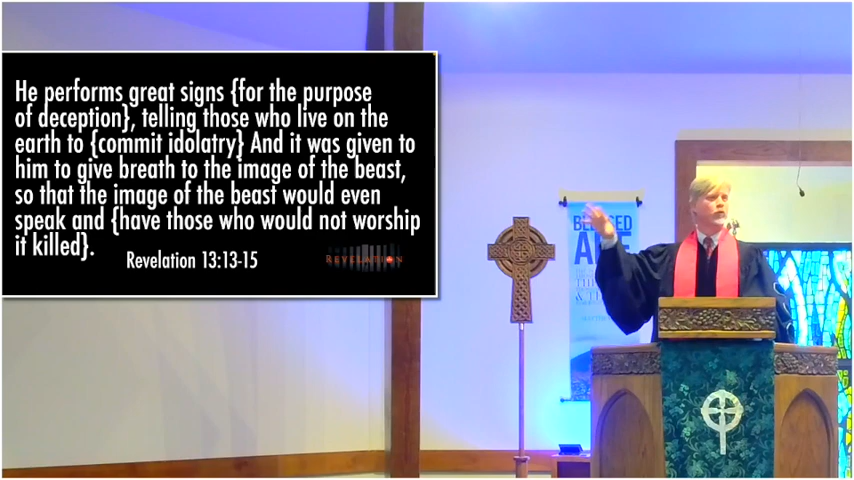 He performs great signs {for the purpose
of deception}, telling those who live on the
earth to {commit idolatry} And it was given to
him to give breath to the image of the beast,
so that the image of the beast would even
speak and {have those who would not worship
it killed}.
Revelation 13:13-15
REVELATION
BLESSED
ARE